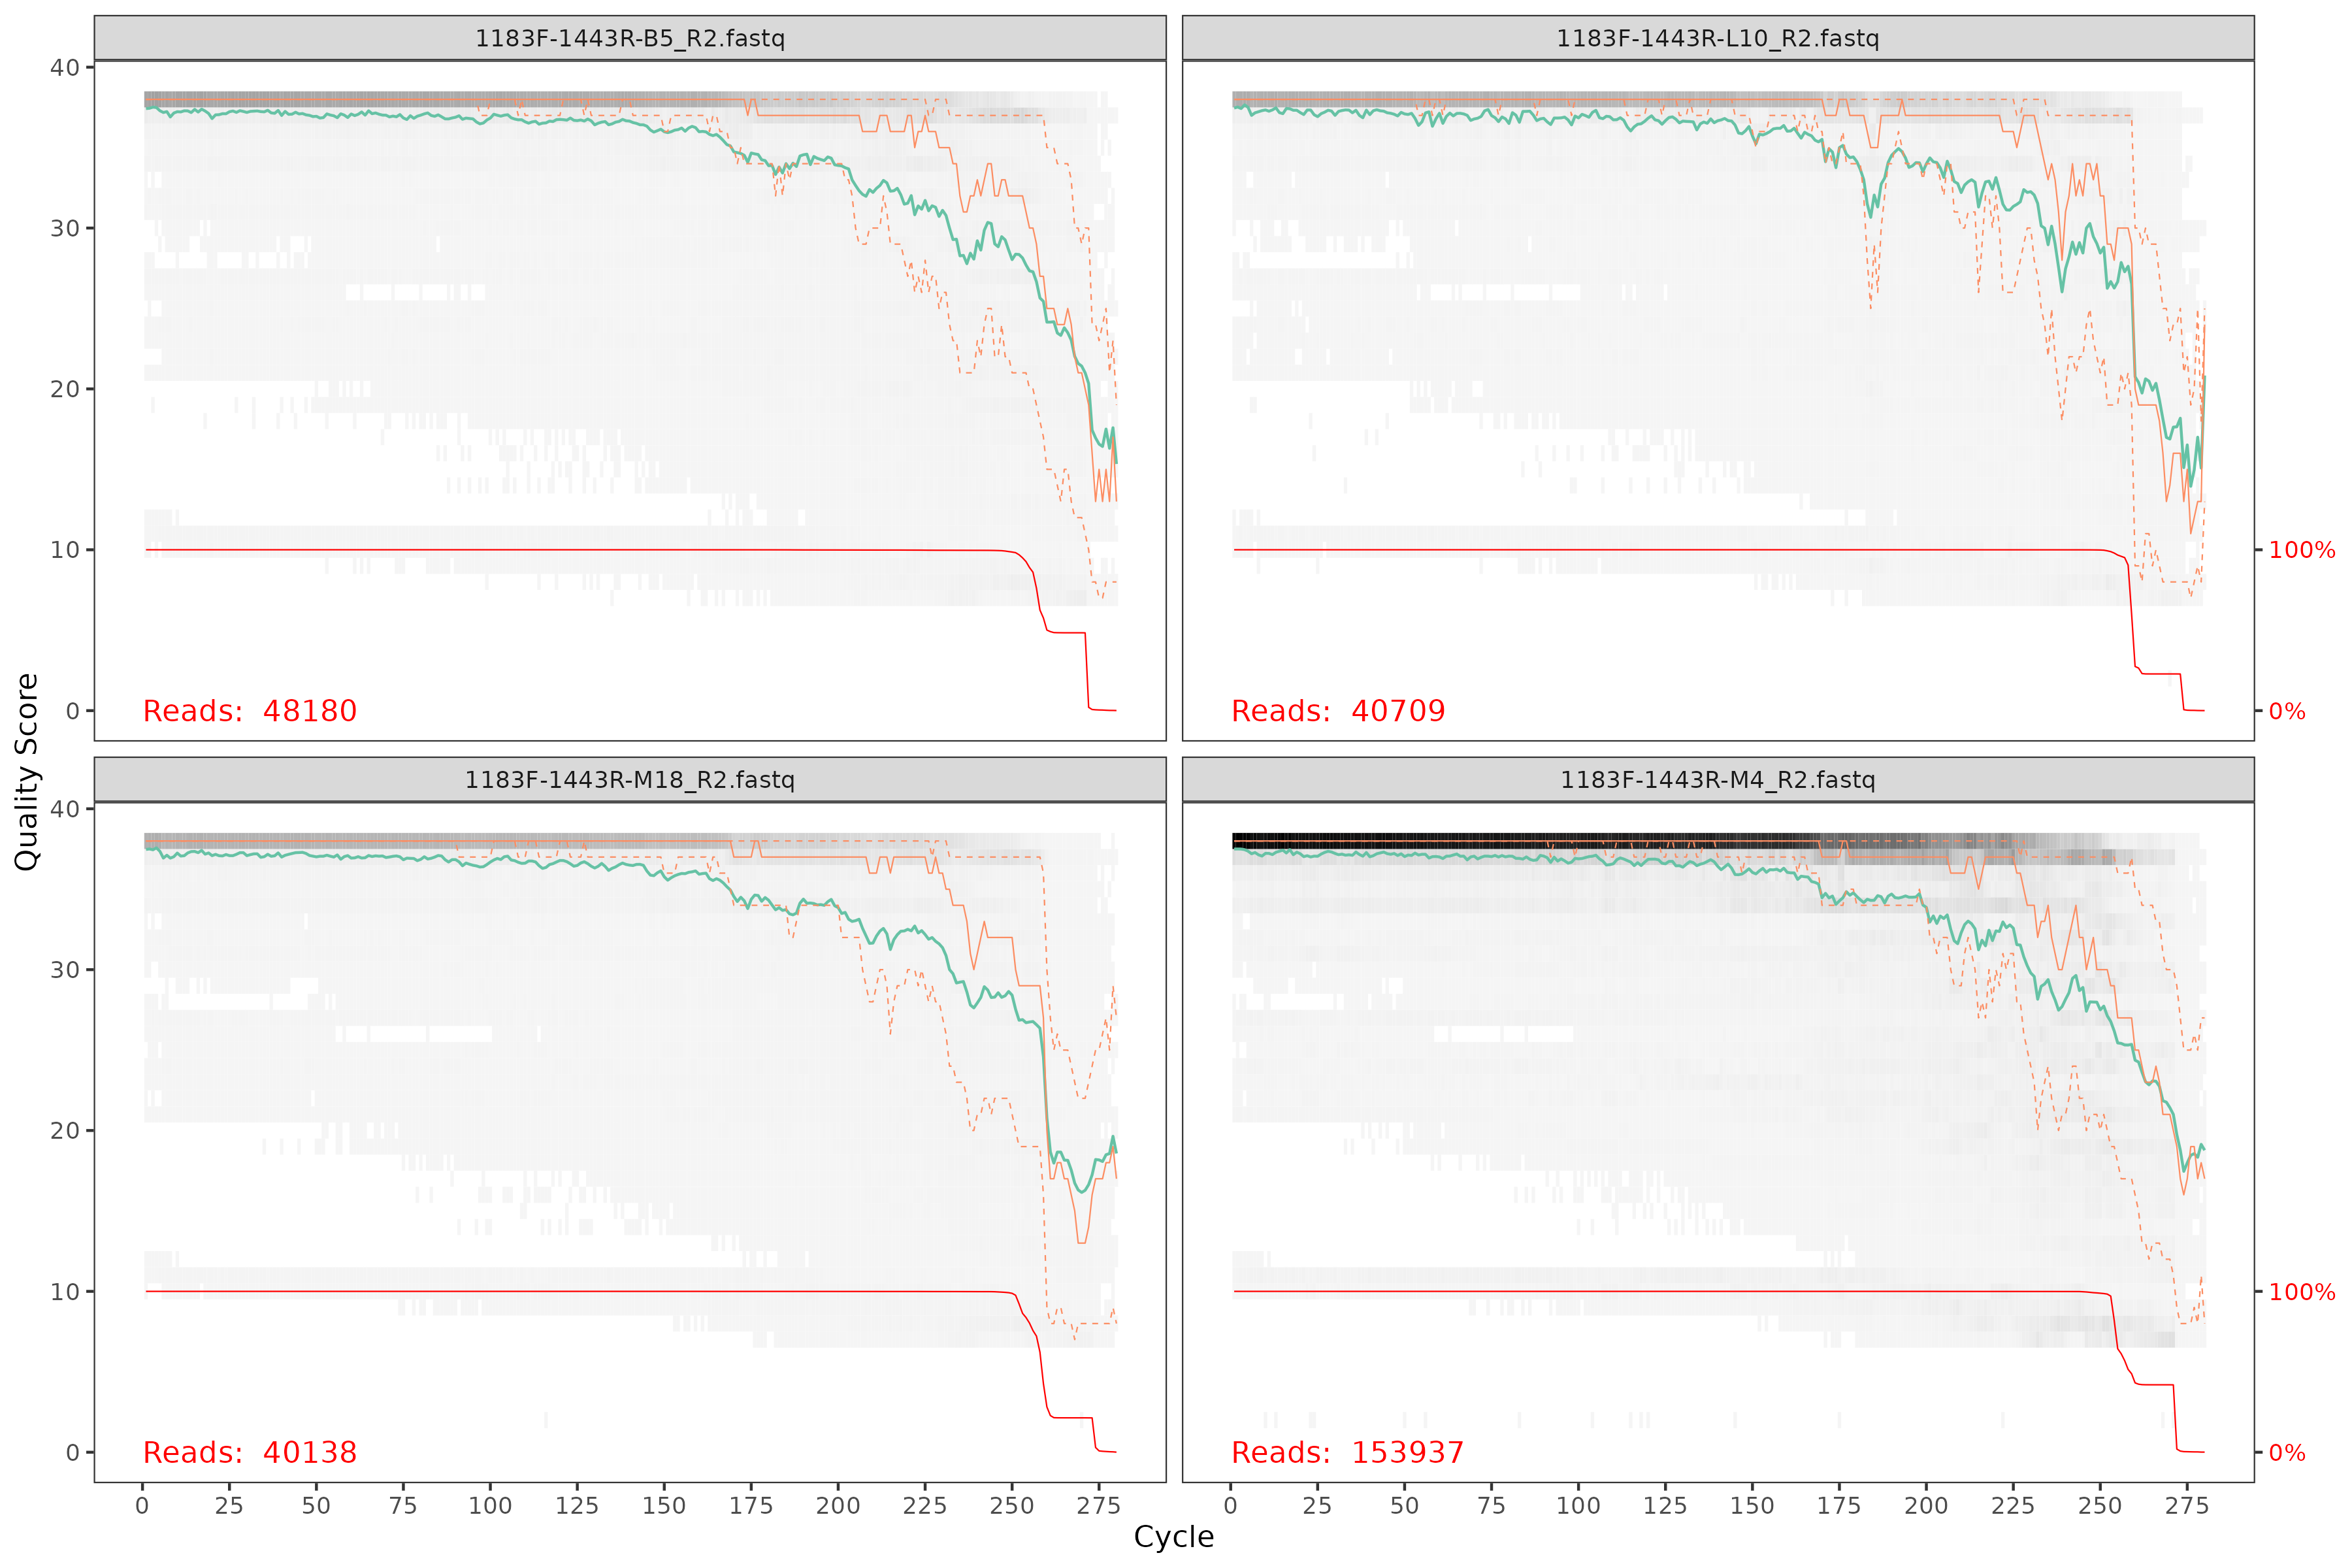 1183F-1443R-B5_R2.fastq
1183F-1443R-L10_R2.fastq
40
30
20
10
0
Reads: 48180
Reads: 40709
100%
0%
1183F-1443R-M18_R2.fastq
1183F-1443R-M4_R2.fastq
40
30
20
10
0
Reads: 40138
Reads: 153937
100%
0%
0 25 50 75 100 125 150 175 200 225 250 275
0 25 50 75 100 125 150 175 200 225 250 275
Quality Score
Cycle